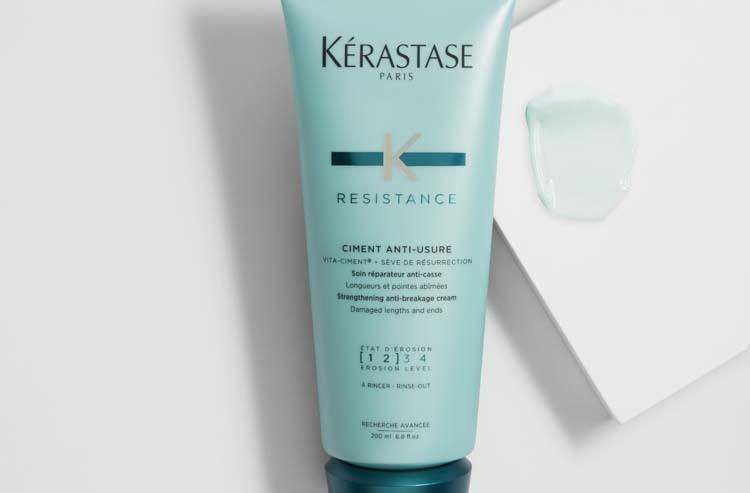 KÉRASTASE
PARIS
K
RESISTANCE
CIMENT ANTI-USURE
VITA-CIMENT® + SÈVE DE RÉSURRECTION
Soin réparateur anti-casse
Longueurs et pointes abîmées
Strengthening anti-breakage cream
Damaged lengths and ends
ÉTAT D'ÉROSION
[1 2] 3 4
EROSION LEVEL
À RINCER - RINSE-OUT
RECHERCHE AVANCÉE
200 ml 6.8 fl.oz